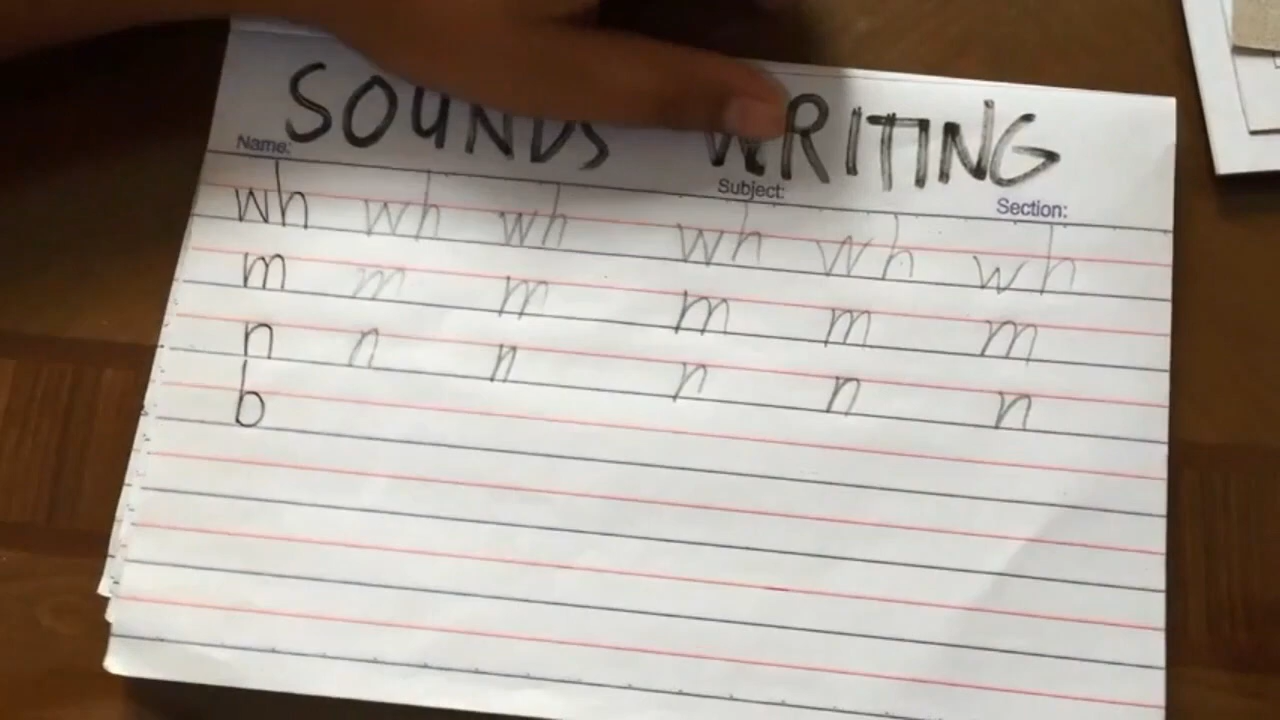 SOUNDS WRITING
Name: Subject: Section:
wh wh wh wh wh wh
m m m m m m
n n n n n n
b